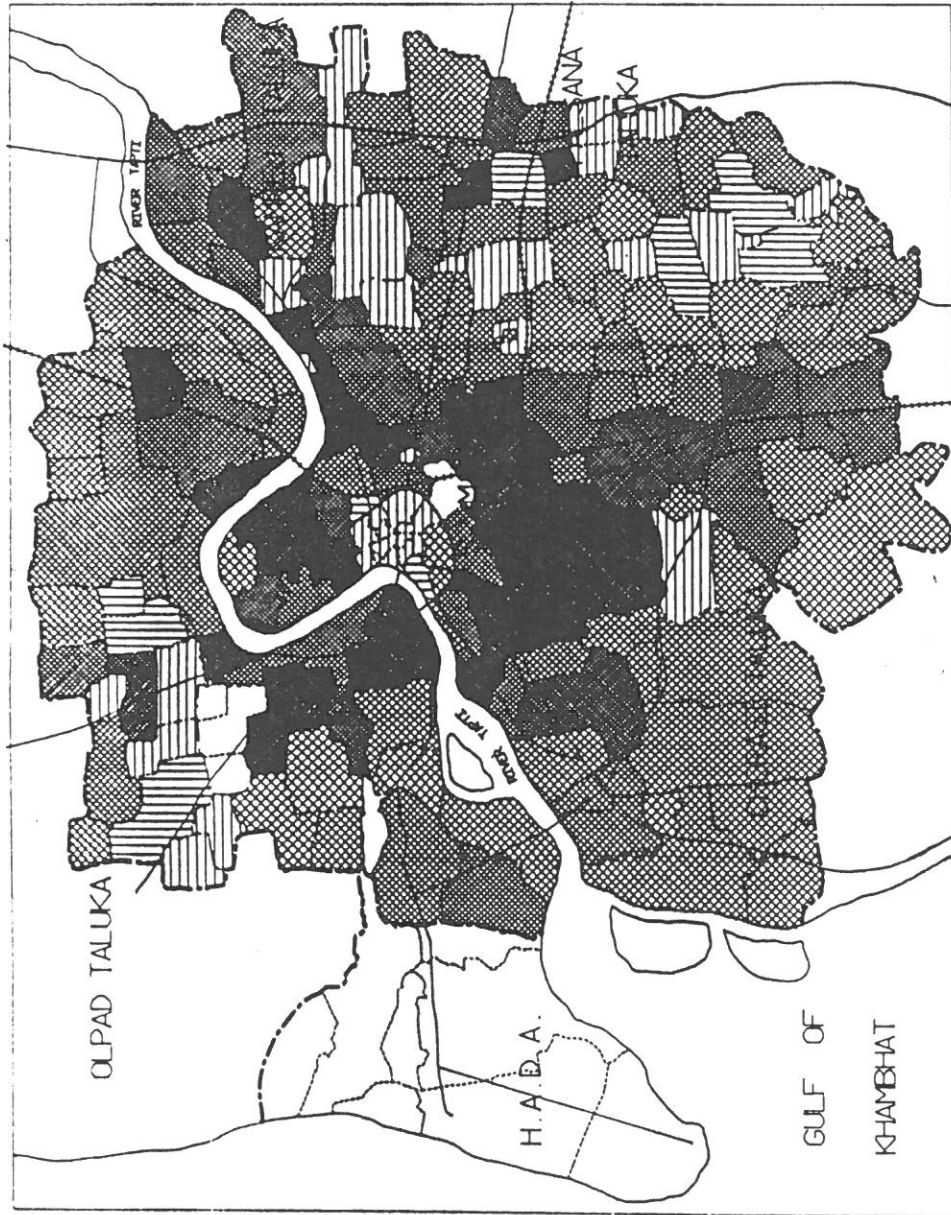 OLPAD TALUKA
RIVER TAPTI
RIVER TAPTI
H. A. D. A.
GULF OF
KHAMBHAT